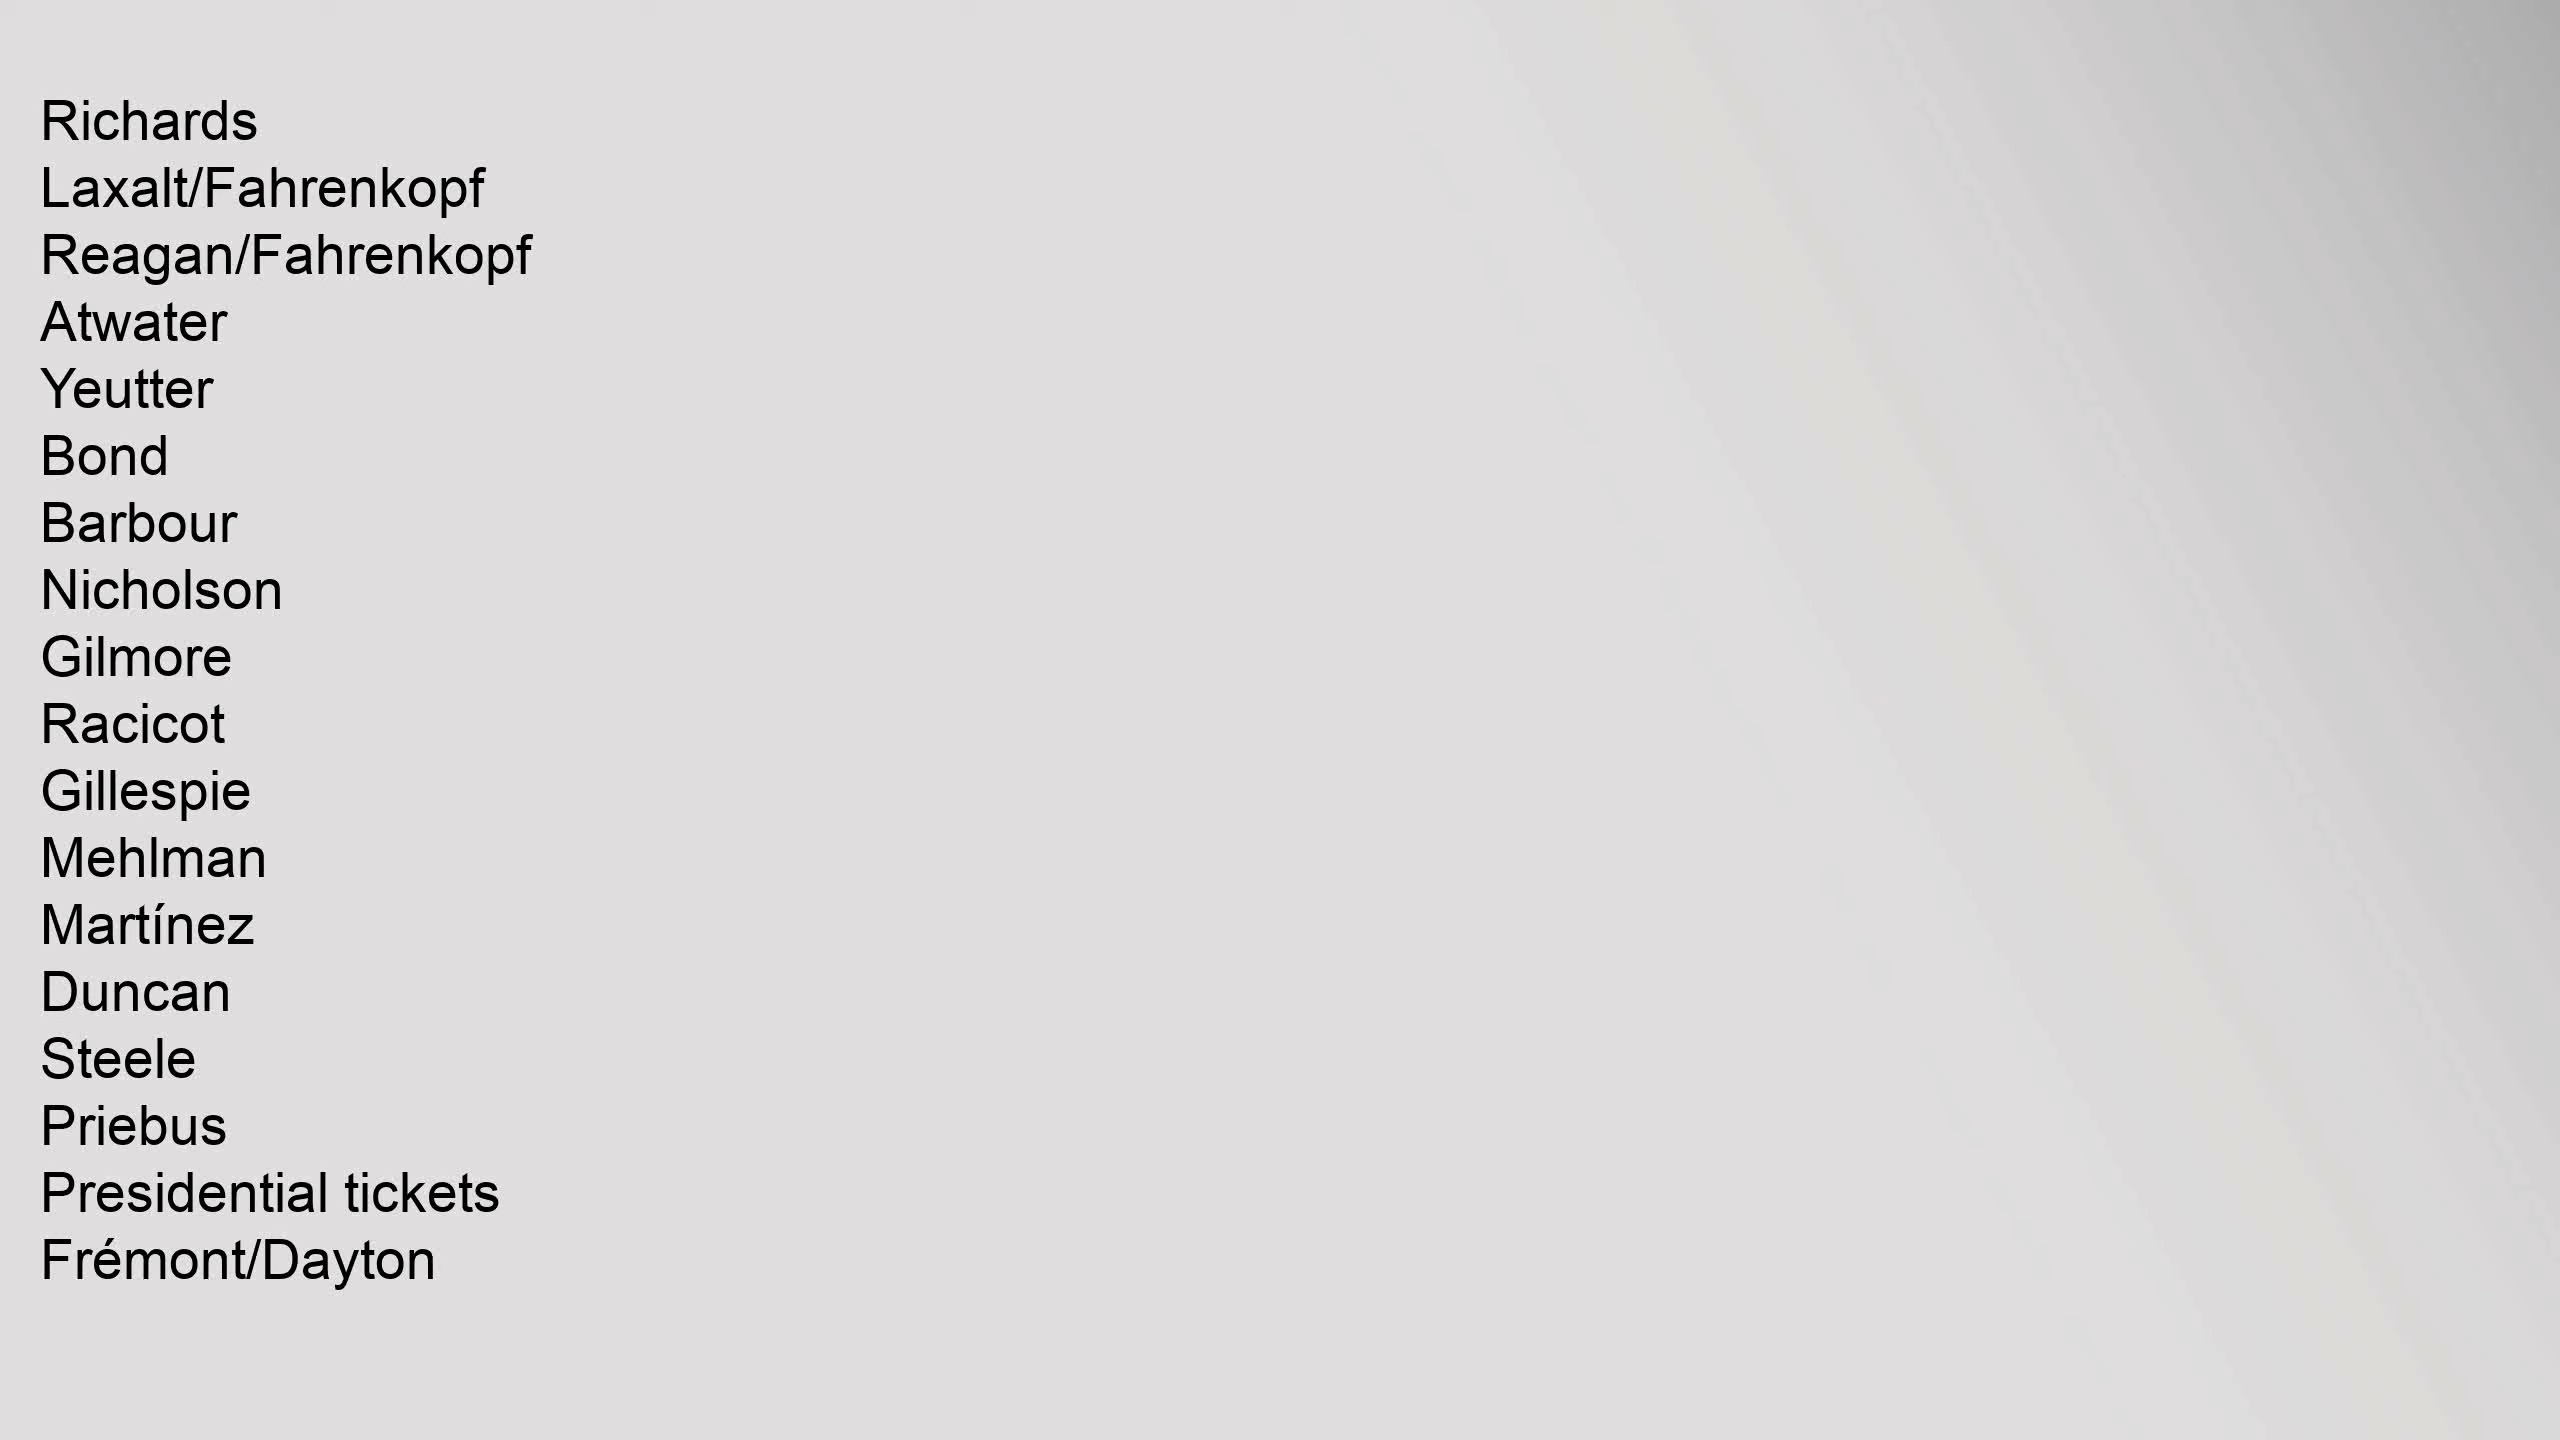 Richards
Laxalt/Fahrenkopf
Reagan/Fahrenkopf
Atwater
Yeutter
Bond
Barbour
Nicholson
Gilmore
Racicot
Gillespie
Mehlman
Martínez
Duncan
Steele
Priebus
Presidential tickets
Frémont/Dayton